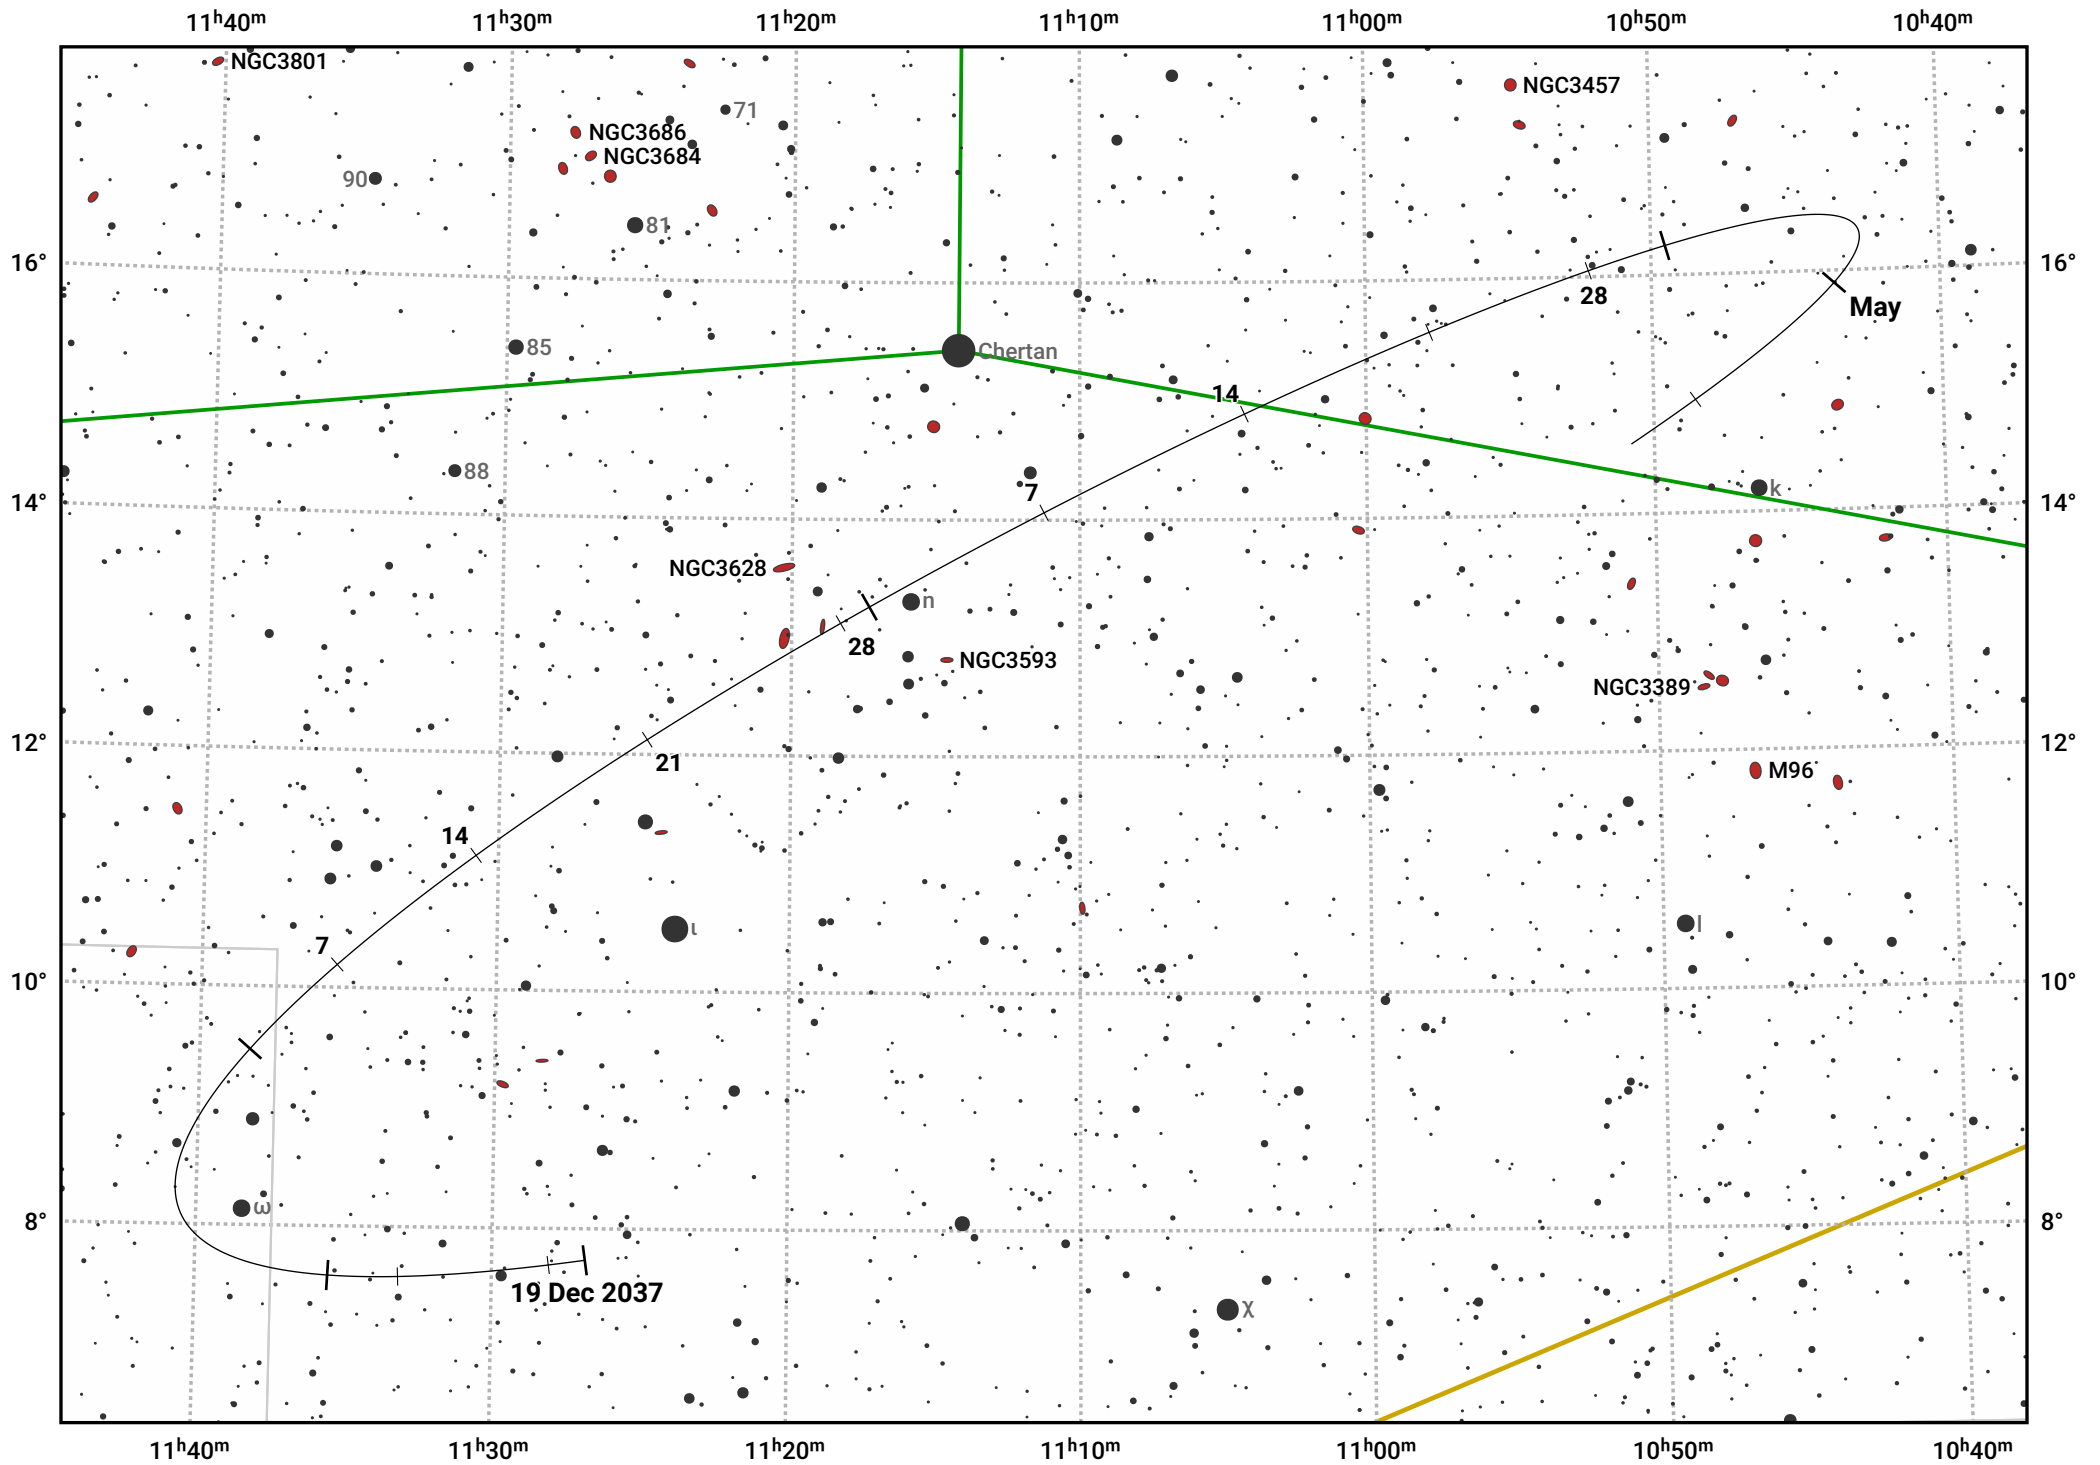 11ʰ40ᵐ 11ʰ30ᵐ 11ʰ20ᵐ 11ʰ10ᵐ 11ʰ00ᵐ 10ʰ50ᵐ 10ʰ40ᵐ
NGC3801
NGC3457
71
NGC3686
NGC3684
90
81
16° 16°
28
May
85
Chertan
14
88
k
7
14° 14°
NGC3628
n
28
NGC3593
NGC3389
12° 12°
21
M96
14
ι
l
7
10° 10°
ω
8° 8°
19 Dec 2037
χ
11ʰ40ᵐ 11ʰ30ᵐ 11ʰ20ᵐ 11ʰ10ᵐ 11ʰ00ᵐ 10ʰ50ᵐ 10ʰ40ᵐ